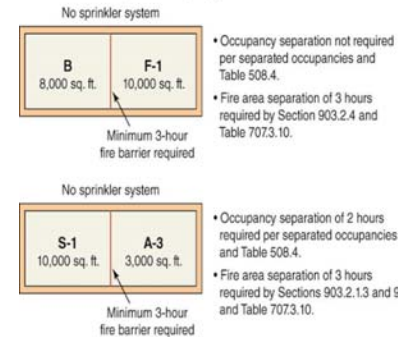 No sprinkler system
B
8,000 sq. ft.
F-1
10,000 sq. ft.
Minimum 3-hour
fire barrier required
• Occupancy separation not required
per separated occupancies and
Table 508.4.
• Fire area separation of 3 hours
required by Section 903.2.4 and
Table 707.3.10.
No sprinkler system
S-1
10,000 sq. ft.
A-3
3,000 sq. ft.
Minimum 3-hour
fire barrier required
• Occupancy separation of 2 hours
required per separated occupancies
and Table 508.4.
• Fire area separation of 3 hours
required by Sections 903.2.1.3 and 9
and Table 707.3.10.